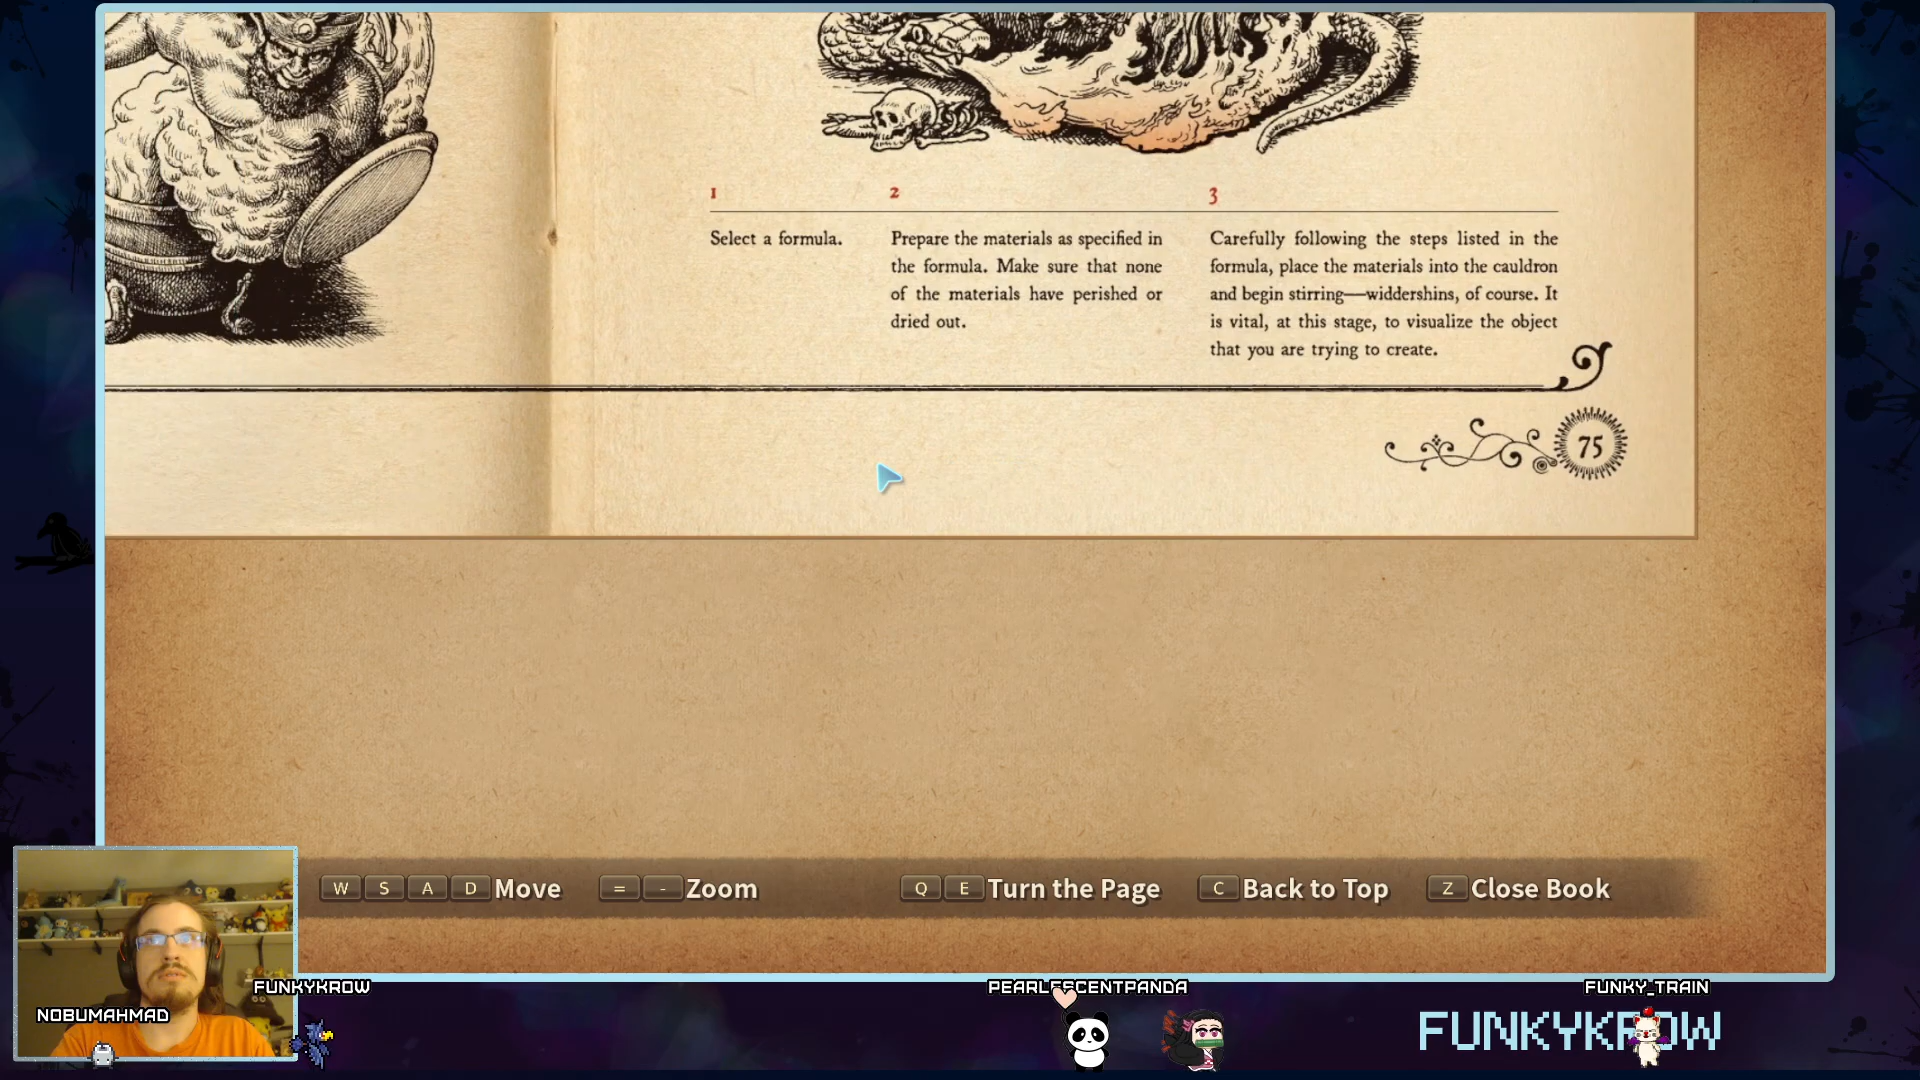 1
2
3
Select a formula.
Prepare the materials as specified in
the formula. Make sure that none
of the materials have perished or
dried out.
Carefully following the steps listed in the
formula, place the materials into the cauldron
and begin stirring—widdershins, of course. It
is vital, at this stage, to visualize the object
that you are trying to create.
75
W S A D Move = - Zoom Q E Turn the Page C Back to Top Z Close Book
FUNKYKROW
PEARLESCENTPANDA
FUNKY_TRAIN
NOBUMAHMAD
FUNKYKROW